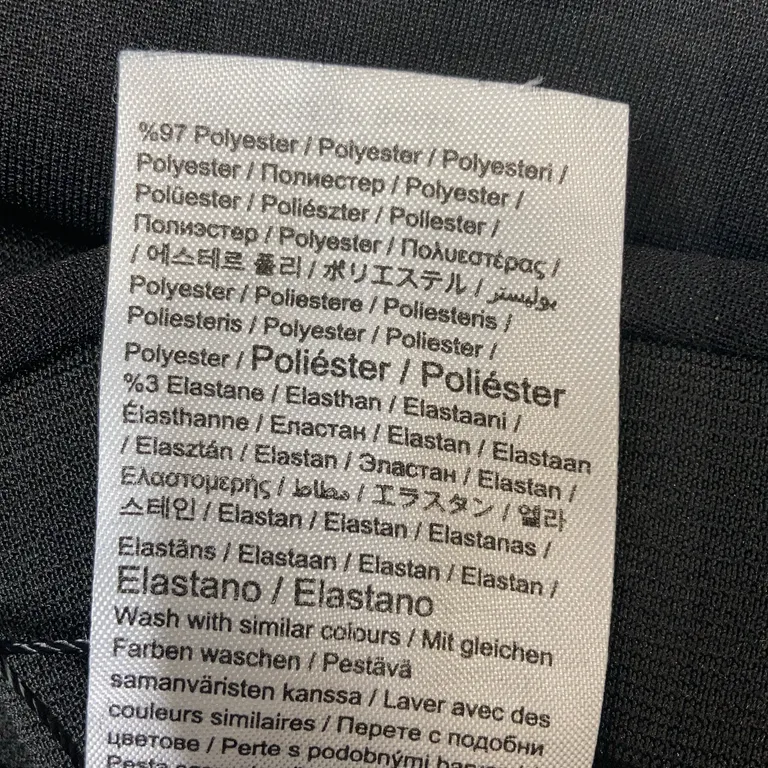 %97 Polyester / Polyester / Polyesteri /
Polyester / Полиестер / Polyester /
Polüester / Poliészter / Poliester /
Полиэстер / Polyester / Πολυεστέρας /
/ 에스테르 폴리 / ポリエステル / بوليستر
Polyester / Poliestere / Poliesteris /
Poliesteris / Polyester / Poliester /
Polyester / Poliéster / Poliéster
%3 Elastane / Elasthan / Elastaani /
Élasthanne / Еластан / Elastan / Elastaan
/ Elasztán / Elastan / Эластан / Elastan /
Ελαστομερής / مطاط / エラスタン / 엘라
스테인 / Elastan / Elastan / Elastanas /
Elastāns / Elastaan / Elastan / Elastan /
Elastano / Elastano
Wash with similar colours / Mit gleichen
Farben waschen / Pestävä
samanväristen kanssa / Laver avec des
couleurs similaires / Перете с подобни
цветове / Perte s podobnými